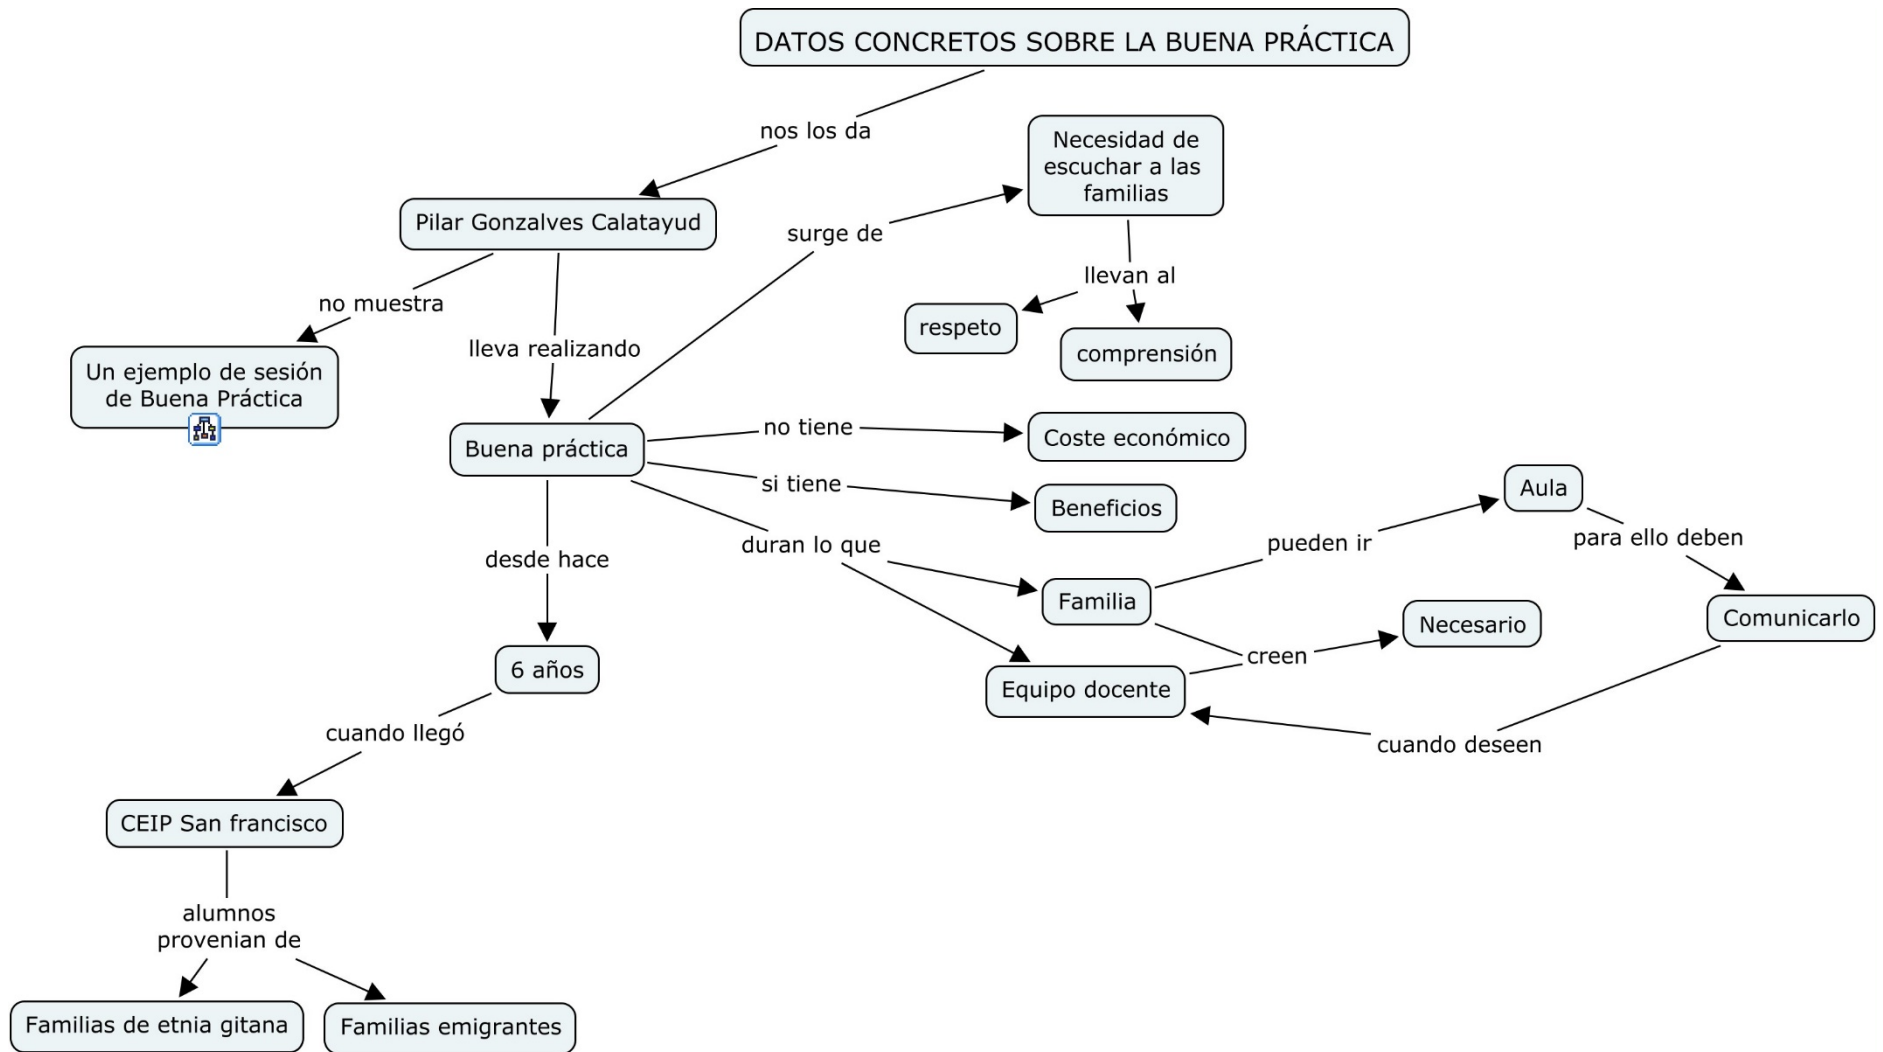 DATOS CONCRETOS SOBRE LA BUENA PRÁCTICA
nos los da
Necesidad de
escuchar a las
familias
Pilar Gonzalves Calatayud
surge de
llevan al
no muestra
respeto
comprensión
lleva realizando
Un ejemplo de sesión
de Buena Práctica
no tiene
Coste económico
Buena práctica
si tiene
Beneficios
Aula
desde hace
duran lo que
pueden ir
para ello deben
Familia
Necesario
Comunicarlo
creen
6 años
Equipo docente
cuando llegó
cuando deseen
CEIP San francisco
alumnos
provenian de
Familias de etnia gitana
Familias emigrantes